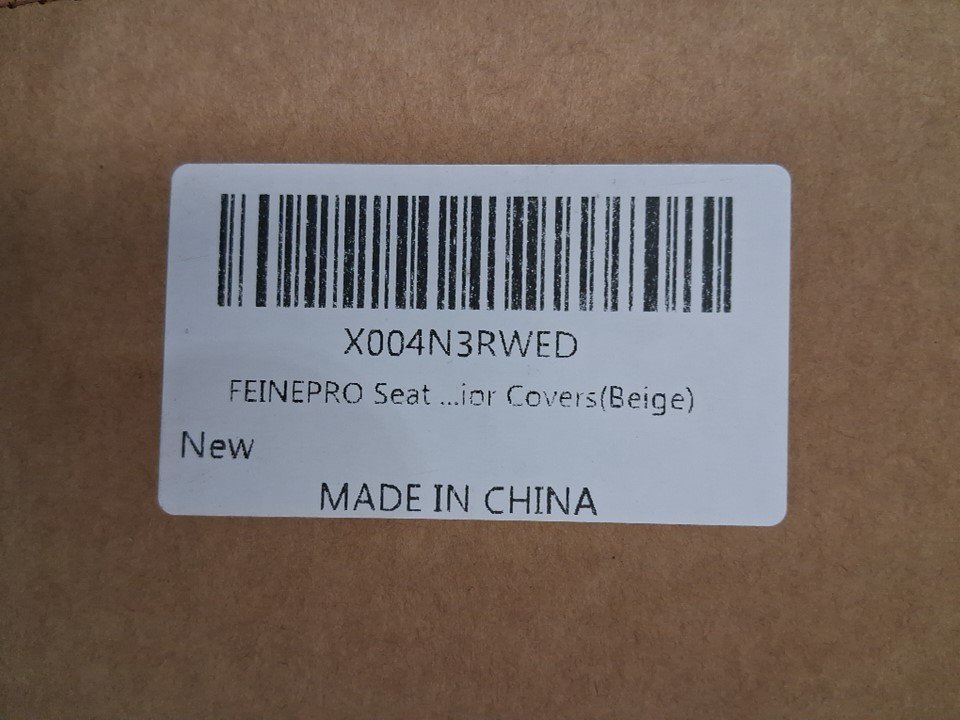 X004N3RWED
FEINEPRO Seat ...ior Covers(Beige)
New
MADE IN CHINA